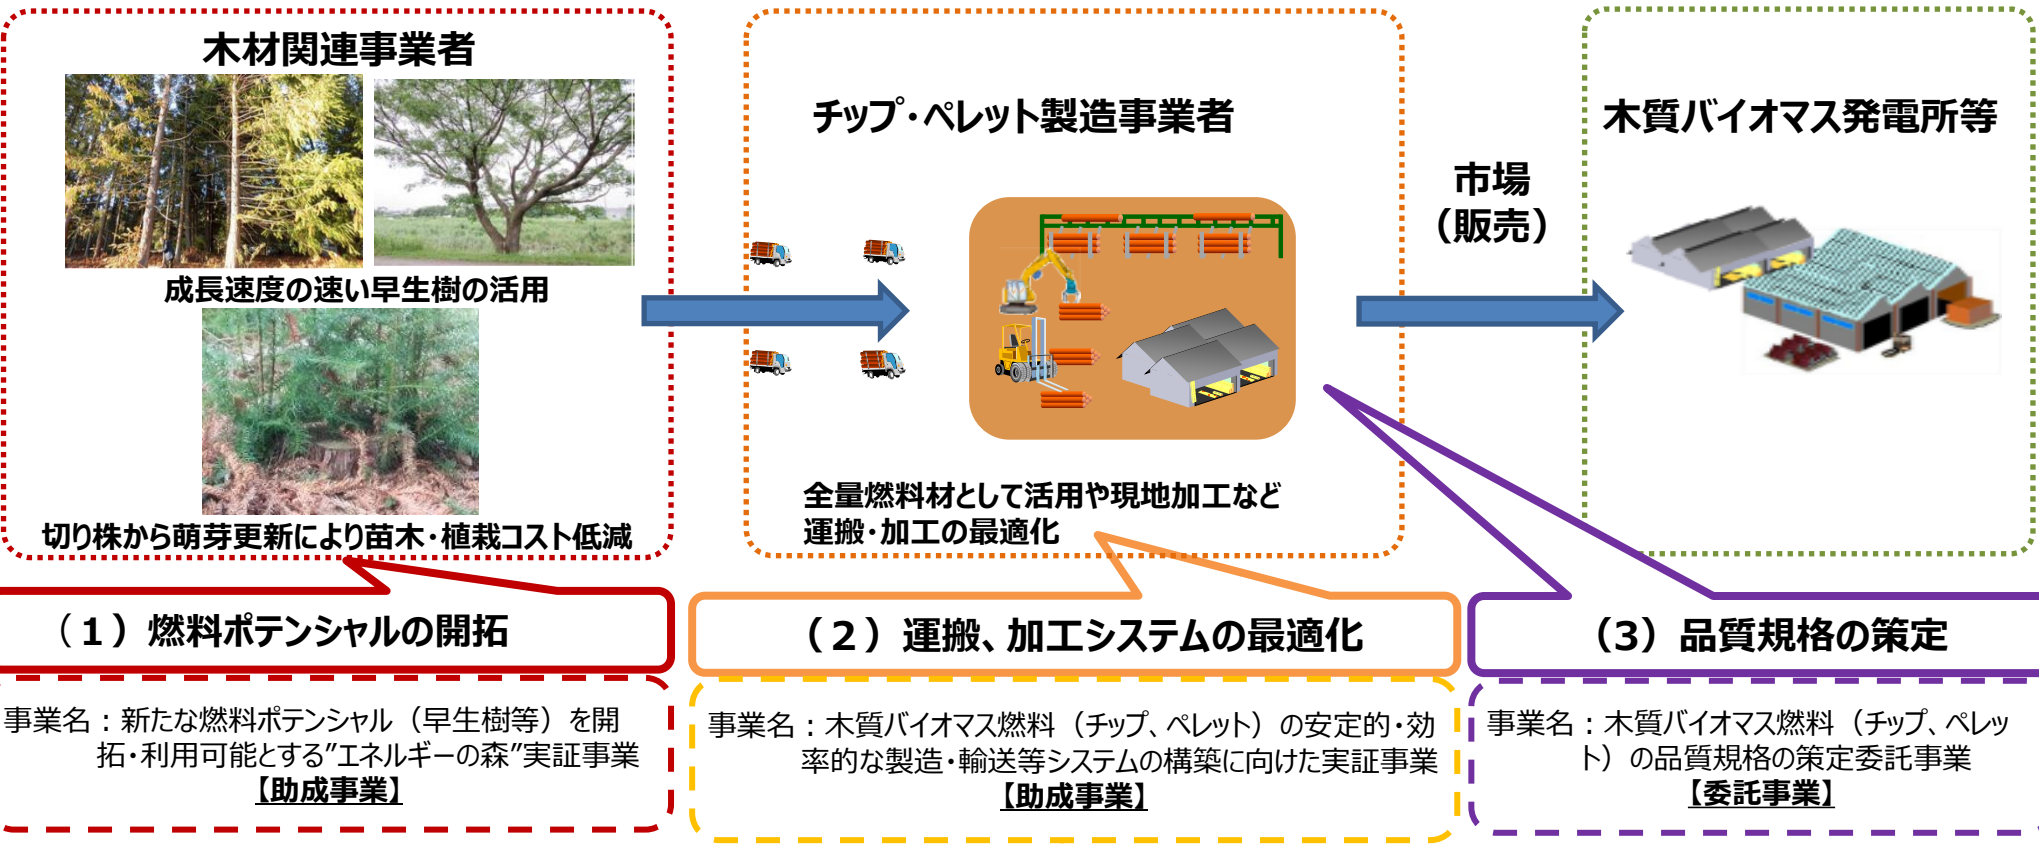 木材関連事業者
成長速度の速い早生樹の活用
切り株から萌芽更新により苗木・植栽コスト低減
チップ・ペレット製造事業者
全量燃料材として活用や現地加工など
運搬・加工の最適化
市場
（販売）
木質バイオマス発電所等
（１）燃料ポテンシャルの開拓
事業名：新たな燃料ポテンシャル（早生樹等）を開
拓・利用可能とする”エネルギーの森”実証事業
【助成事業】
（２）運搬、加工システムの最適化
事業名：木質バイオマス燃料（チップ、ペレット）の安定的・効
率的な製造・輸送等システムの構築に向けた実証事業
【助成事業】
（3）品質規格の策定
事業名：木質バイオマス燃料（チップ、ペレッ
ト）の品質規格の策定委託事業
【委託事業】